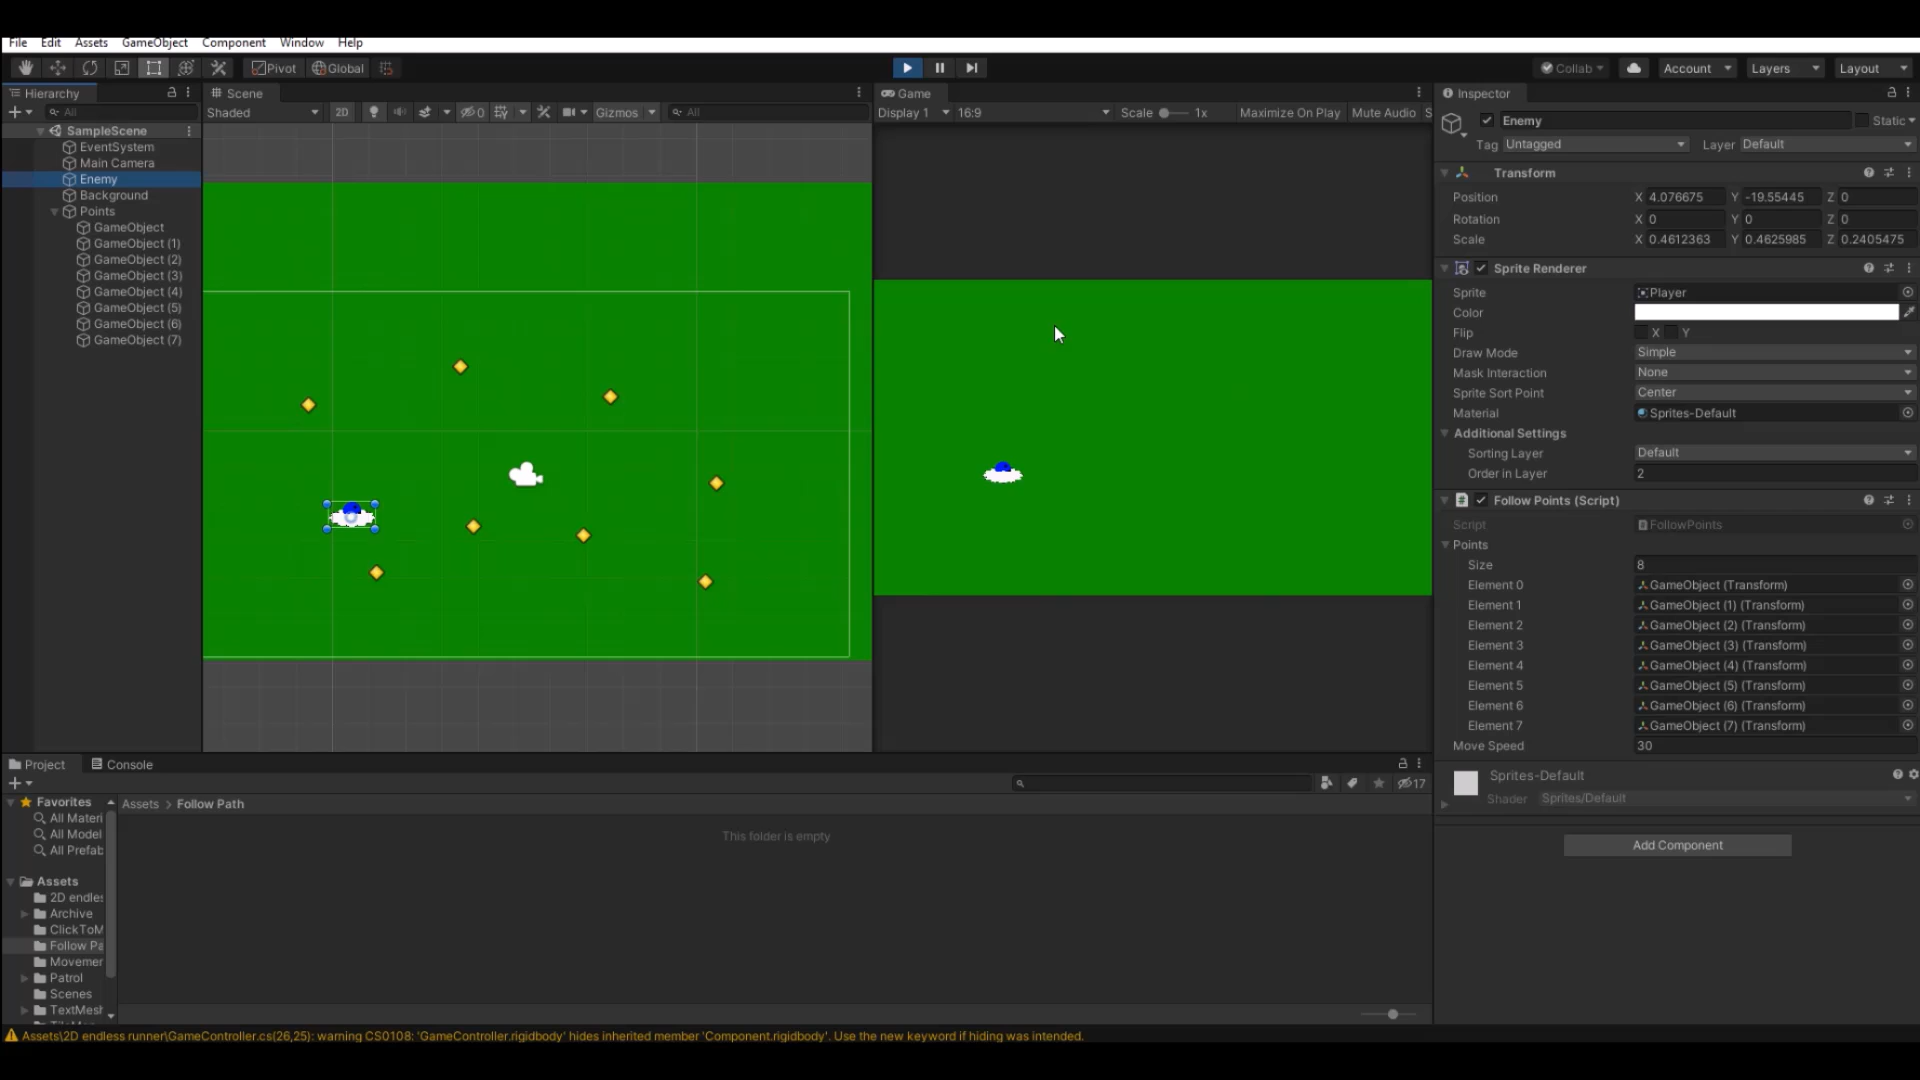 File Edit Assets GameObject Component Window Help
Pivot Global Collab Account Layers Layout
Hierarchy
All
SampleScene
EventSystem
Main Camera
Enemy
Background
Points
GameObject
GameObject (1)
GameObject (2)
GameObject (3)
GameObject (4)
GameObject (5)
GameObject (6)
GameObject (7)
Scene
Shaded 2D 0 Gizmos All
Game
Display 1 16:9 Scale 1x Maximize On Play Mute Audio S
Inspector
Enemy Static
Tag Untagged Layer Default
Transform
Position X 4.076675 Y -19.55445 Z 0
Rotation X 0 Y 0 Z 0
Scale X 0.4612363 Y 0.4625985 Z 0.2405475
Sprite Renderer
Sprite Player
Color
Flip X Y
Draw Mode Simple
Mask Interaction None
Sprite Sort Point Center
Material Sprites-Default
Additional Settings
Sorting Layer Default
Order in Layer 2
Follow Points (Script)
Script FollowPoints
Points
Size 8
Element 0 GameObject (Transform)
Element 1 GameObject (1) (Transform)
Element 2 GameObject (2) (Transform)
Element 3 GameObject (3) (Transform)
Element 4 GameObject (4) (Transform)
Element 5 GameObject (5) (Transform)
Element 6 GameObject (6) (Transform)
Element 7 GameObject (7) (Transform)
Move Speed 30
Sprites-Default
Shader Sprites/Default
Add Component
Project Console
17
Favorites
All Materi
All Model
All Prefab
Assets
2D endles
Archive
ClickToM
Follow Pa
Movemer
Patrol
Scenes
TextMesh
Assets > Follow Path
This folder is empty
Assets\2D endless runner\GameController.cs(26,25): warning CS0108: 'GameController.rigidbody' hides inherited member 'Component.rigidbody'. Use the new keyword if hiding was intended.